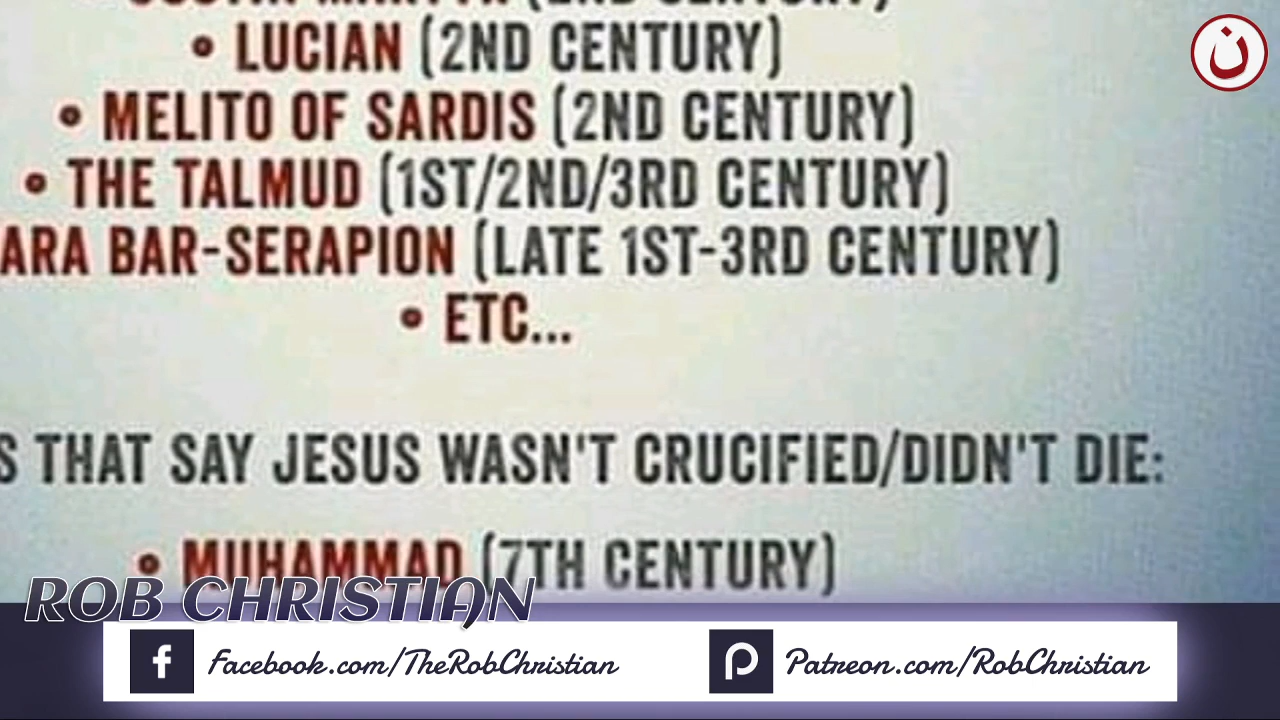 • LUCIAN (2ND CENTURY)
• MELITO OF SARDIS (2ND CENTURY)
• THE TALMUD (1ST/2ND/3RD CENTURY)
ARA BAR-SERAPION (LATE 1ST-3RD CENTURY)
• ETC...
S THAT SAY JESUS WASN'T CRUCIFIED/DIDN'T DIE:
• MUHAMMAD (7TH CENTURY)
ROB CHRISTIAN
Facebook.com/TheRobChristian
Patreon.com/RobChristian
ن